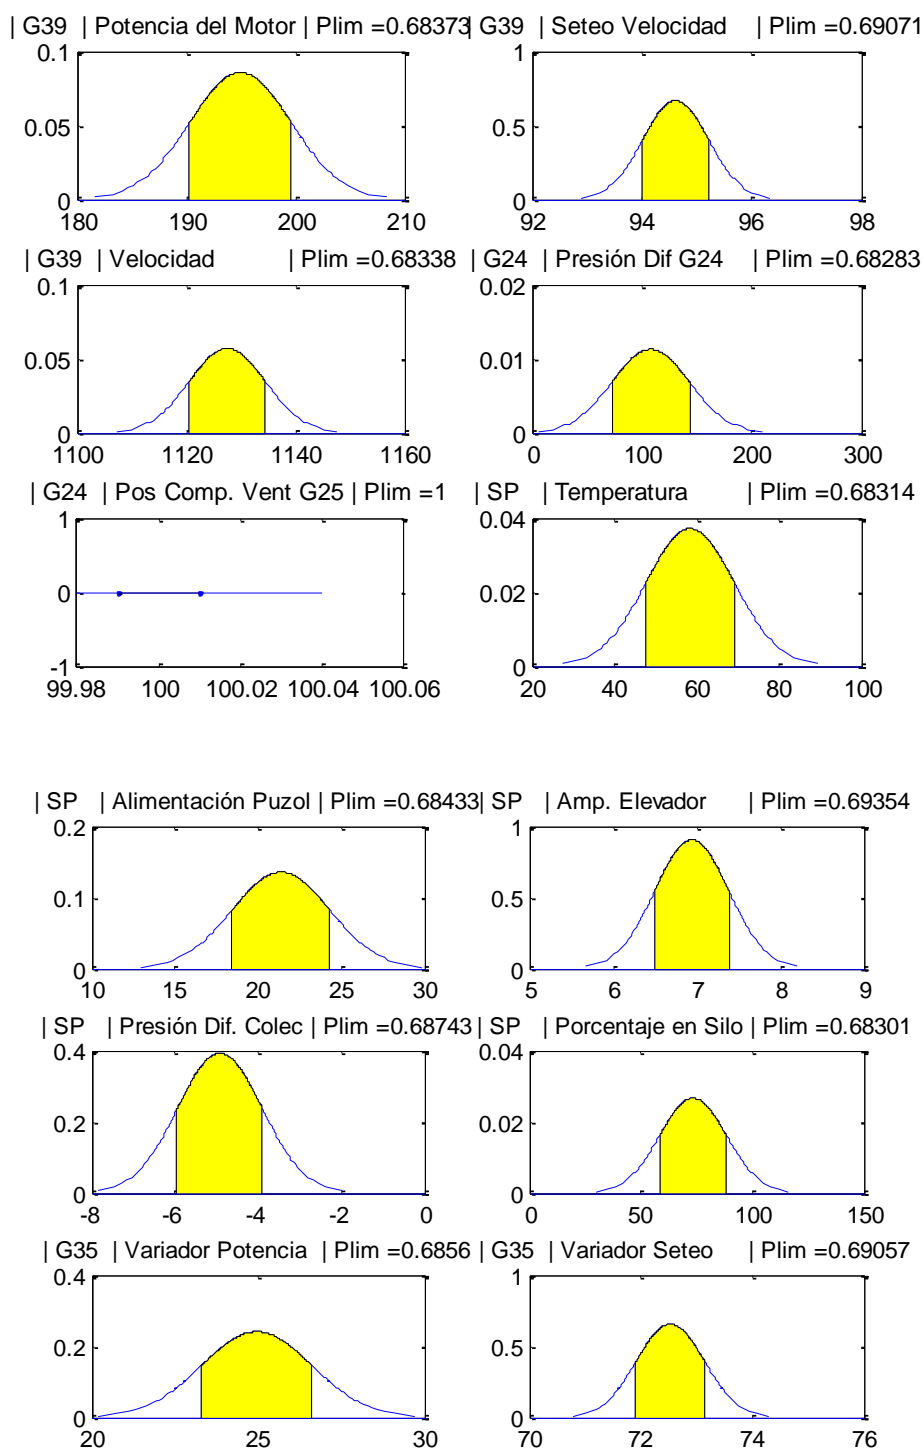 | G39 | Potencia del Motor | Plim =0.68373
| G39 | Seteo Velocidad | Plim =0.69071
0.1
0.05
0
180 190 200 210
1
0.5
0
92 94 96 98
| G39 | Velocidad | Plim =0.68338
| G24 | Presión Dif G24 | Plim =0.68283
0.1
0.05
0
1100 1120 1140 1160
0.02
0.01
0
0 100 200 300
| G24 | Pos Comp. Vent G25 | Plim =1
| SP | Temperatura | Plim =0.68314
1
0
-1
99.98 100 100.02 100.04 100.06
0.04
0.02
0
20 40 60 80 100
| SP | Alimentación Puzol | Plim =0.68433
| SP | Amp. Elevador | Plim =0.69354
0.2
0.1
0
10 15 20 25 30
1
0.5
0
5 6 7 8 9
| SP | Presión Dif. Colec | Plim =0.68743
| SP | Porcentaje en Silo | Plim =0.68301
0.4
0.2
0
-8 -6 -4 -2 0
0.04
0.02
0
0 50 100 150
| G35 | Variador Potencia | Plim =0.6856
| G35 | Variador Seteo | Plim =0.69057
0.4
0.2
0
20 25 30
1
0.5
0
70 72 74 76